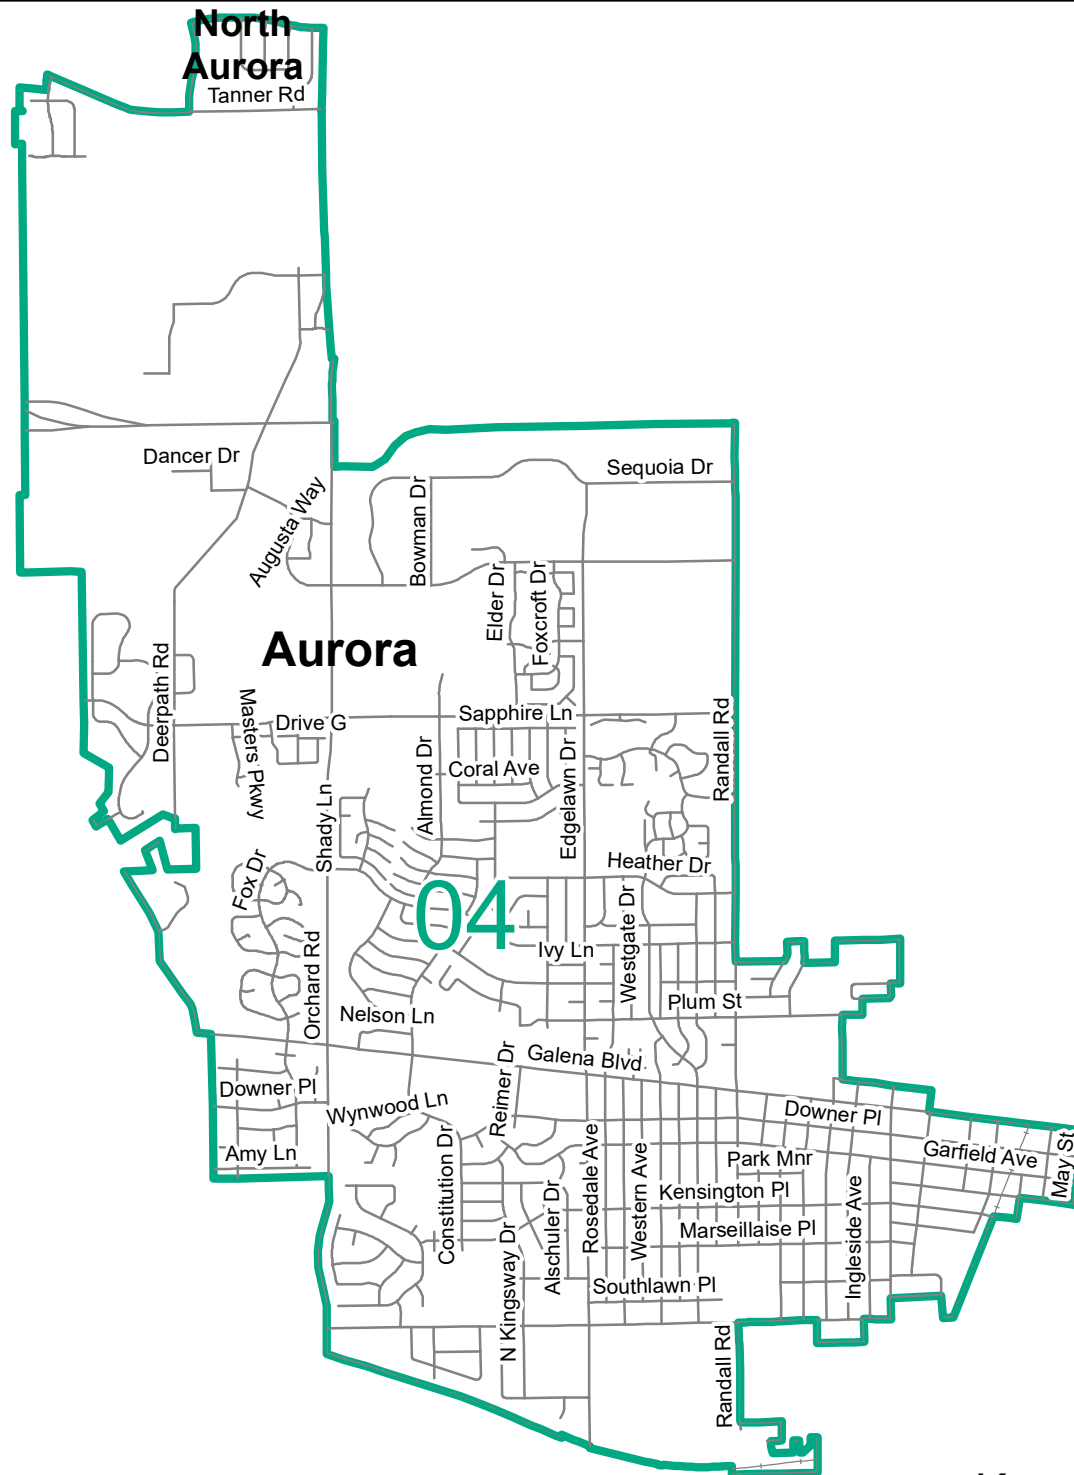 North
Aurora
Tanner Rd
Dancer Dr
Sequoia Dr
Augusta Way
Bowman Dr
Elder Dr
Foxcroft Dr
Aurora
Deerpath Rd
Masters Pkwy
Drive G
Sapphire Ln
Randall Rd
Coral Ave
Almond Dr
Edgelawn Dr
Shady Ln
Fox Dr
Heather Dr
04
Westgate Dr
Ivy Ln
Orchard Rd
Plum St
Nelson Ln
Galena Blvd
Reimer Dr
Downer Pl
Wynwood Ln
Downer Pl
Amy Ln
Constitution Dr
Rosedale Ave
Western Ave
Park Mnr
Garfield Ave
May St
Alschuler Dr
Kensington Pl
Marseillaise Pl
Ingleside Ave
N Kingsway Dr
Southlawn Pl
Randall Rd